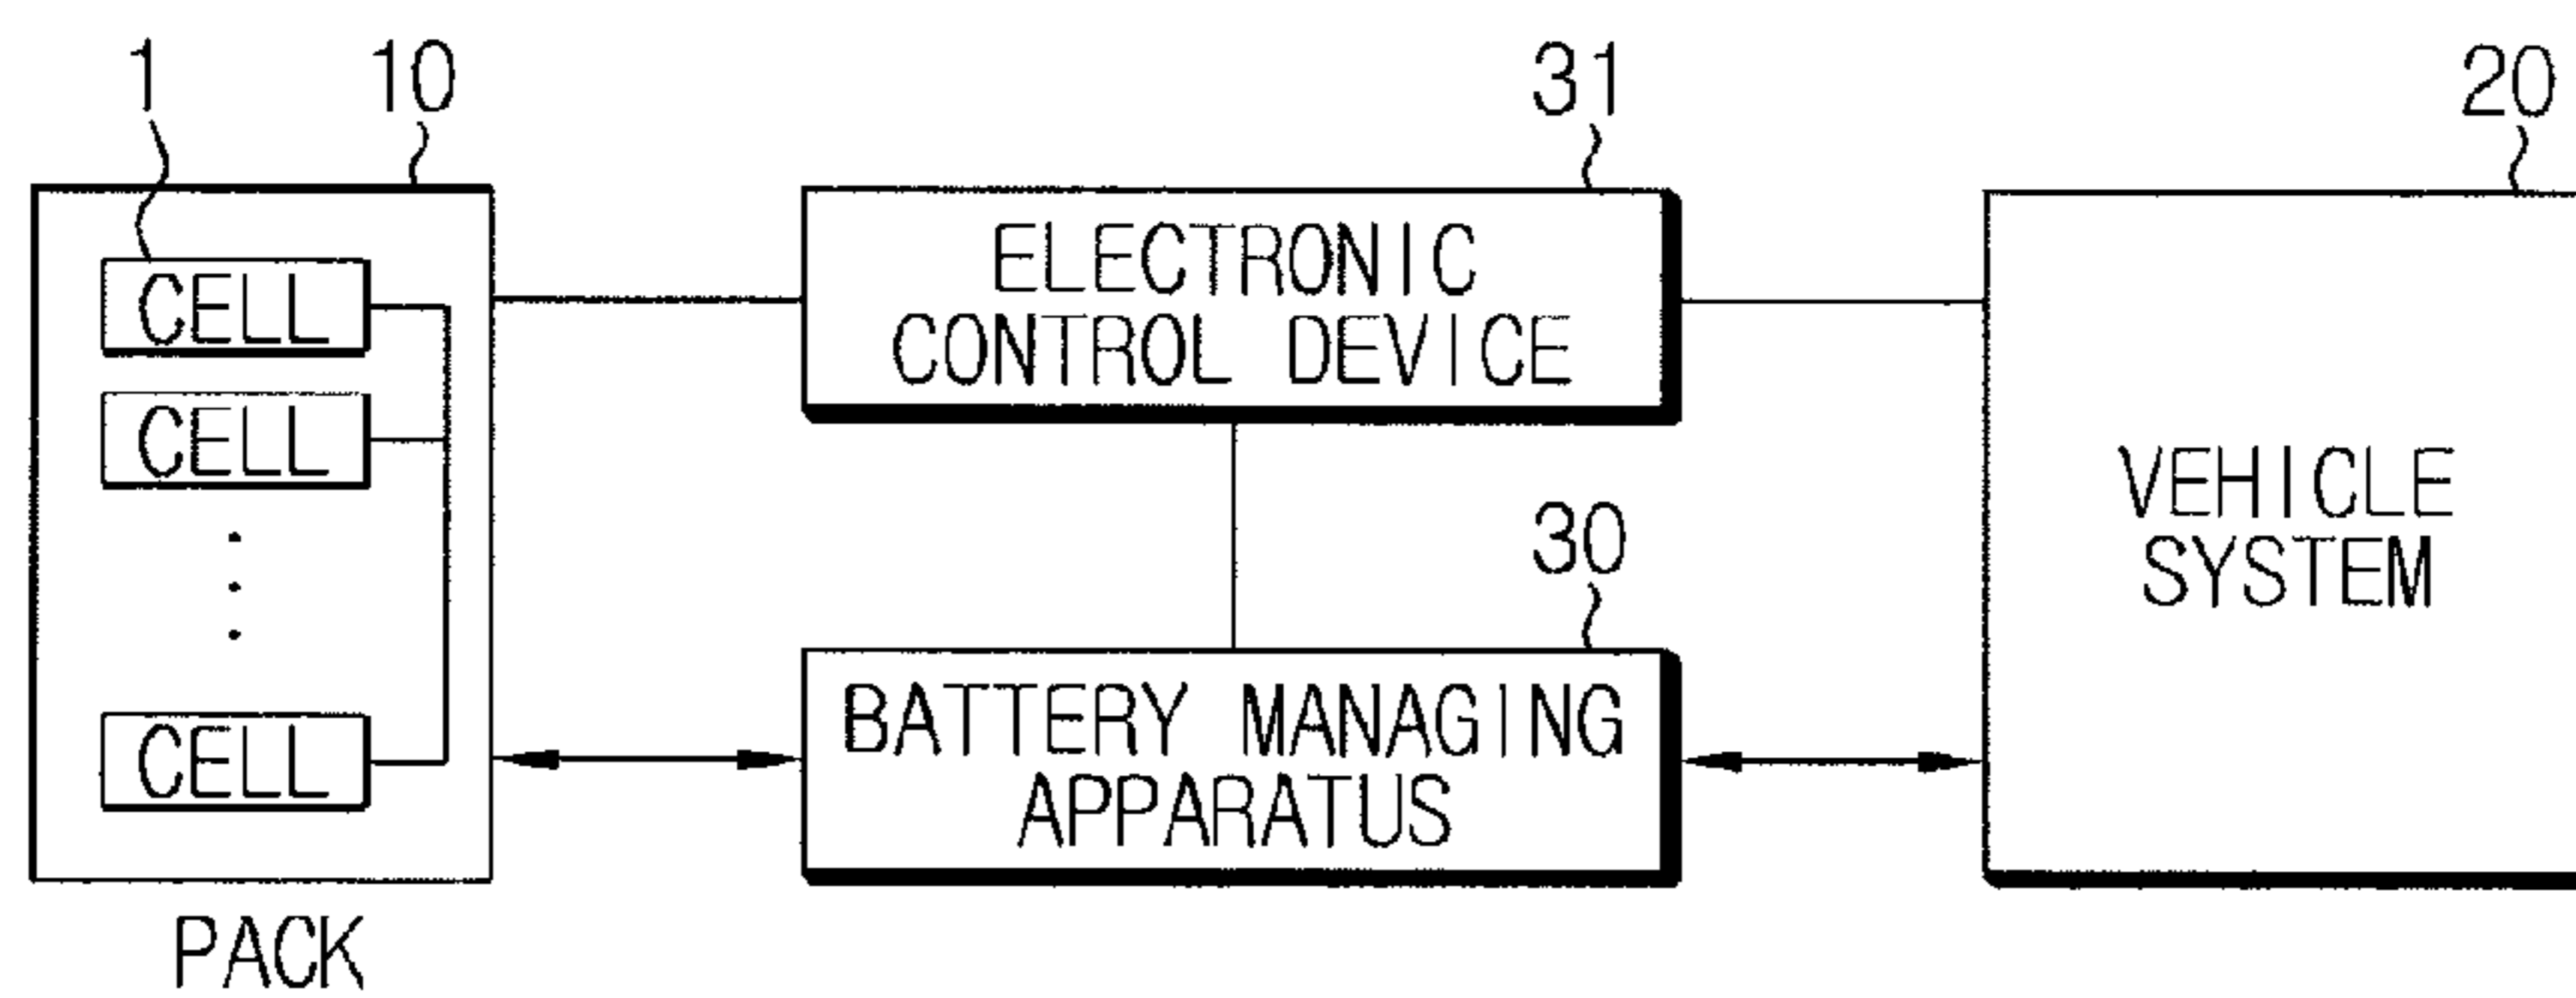 1
10
31
20
CELL
CELL
CELL
ELECTRONIC
CONTROL DEVICE
30
VEHICLE
SYSTEM
BATTERY MANAGING
APPARATUS
PACK